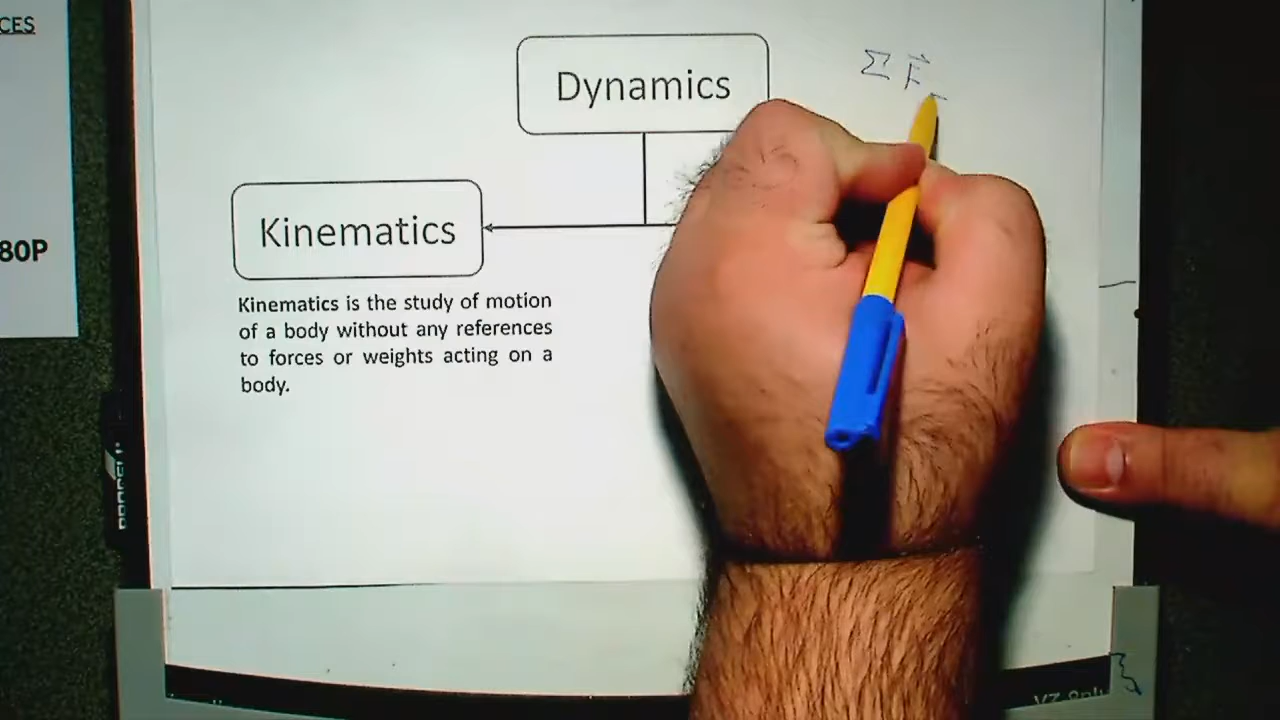 CES
Dynamics
Σ F⃗
Kinematics
80P
Kinematics is the study of motion
of a body without any references
to forces or weights acting on a
body.